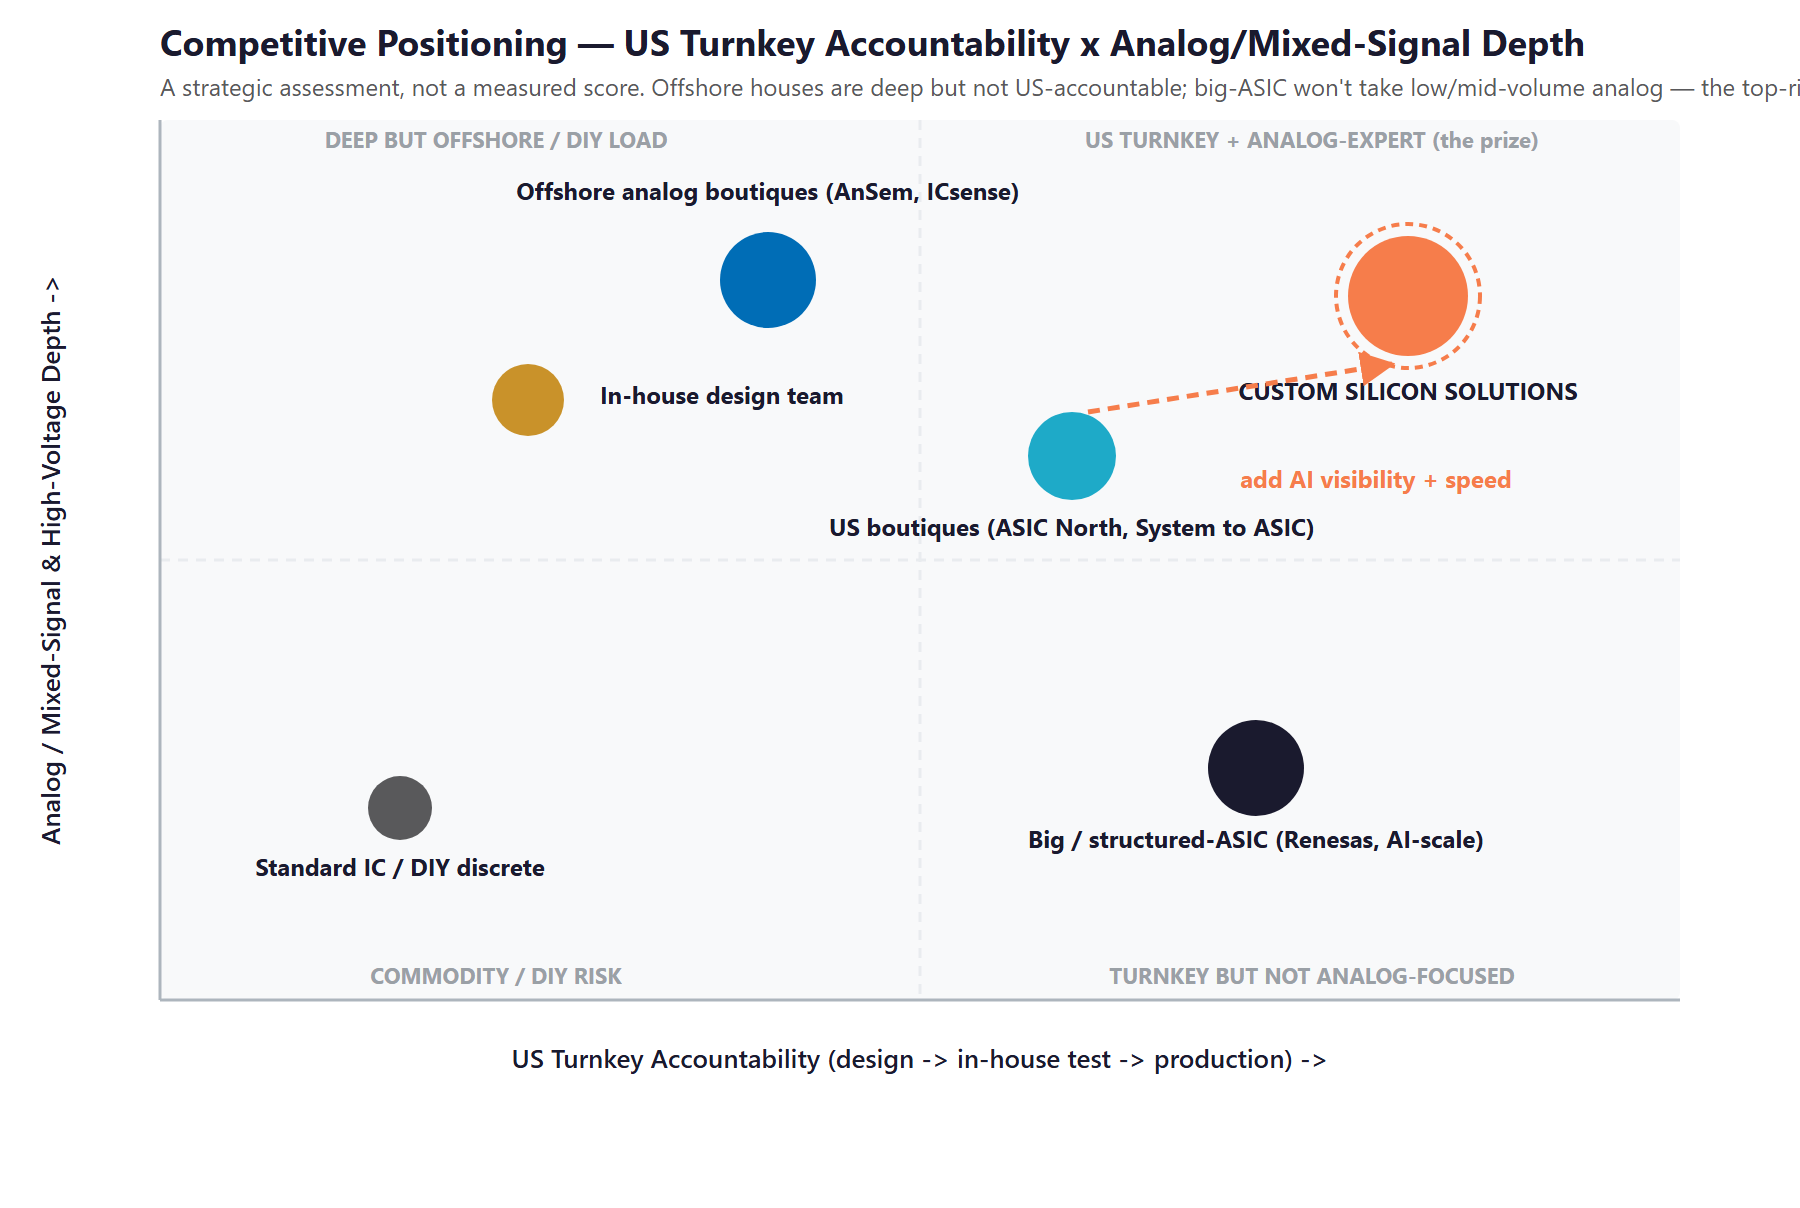 Competitive Positioning — US Turnkey Accountability x Analog/Mixed-Signal Depth
A strategic assessment, not a measured score. Offshore houses are deep but not US-accountable; big-ASIC won't take low/mid-volume analog — the
DEEP BUT OFFSHORE / DIY LOAD
US TURNKEY + ANALOG-EXPERT (the prize)
Offshore analog boutiques (AnSem, ICsense)
In-house design team
CUSTOM SILICON SOLUTIONS
add AI visibility + speed
US boutiques (ASIC North, System to ASIC)
Analog / Mixed-Signal & High-Voltage Depth ->
Big / structured-ASIC (Renesas, AI-scale)
Standard IC / DIY discrete
COMMODITY / DIY RISK
TURNKEY BUT NOT ANALOG-FOCUSED
US Turnkey Accountability (design -> in-house test -> production) ->